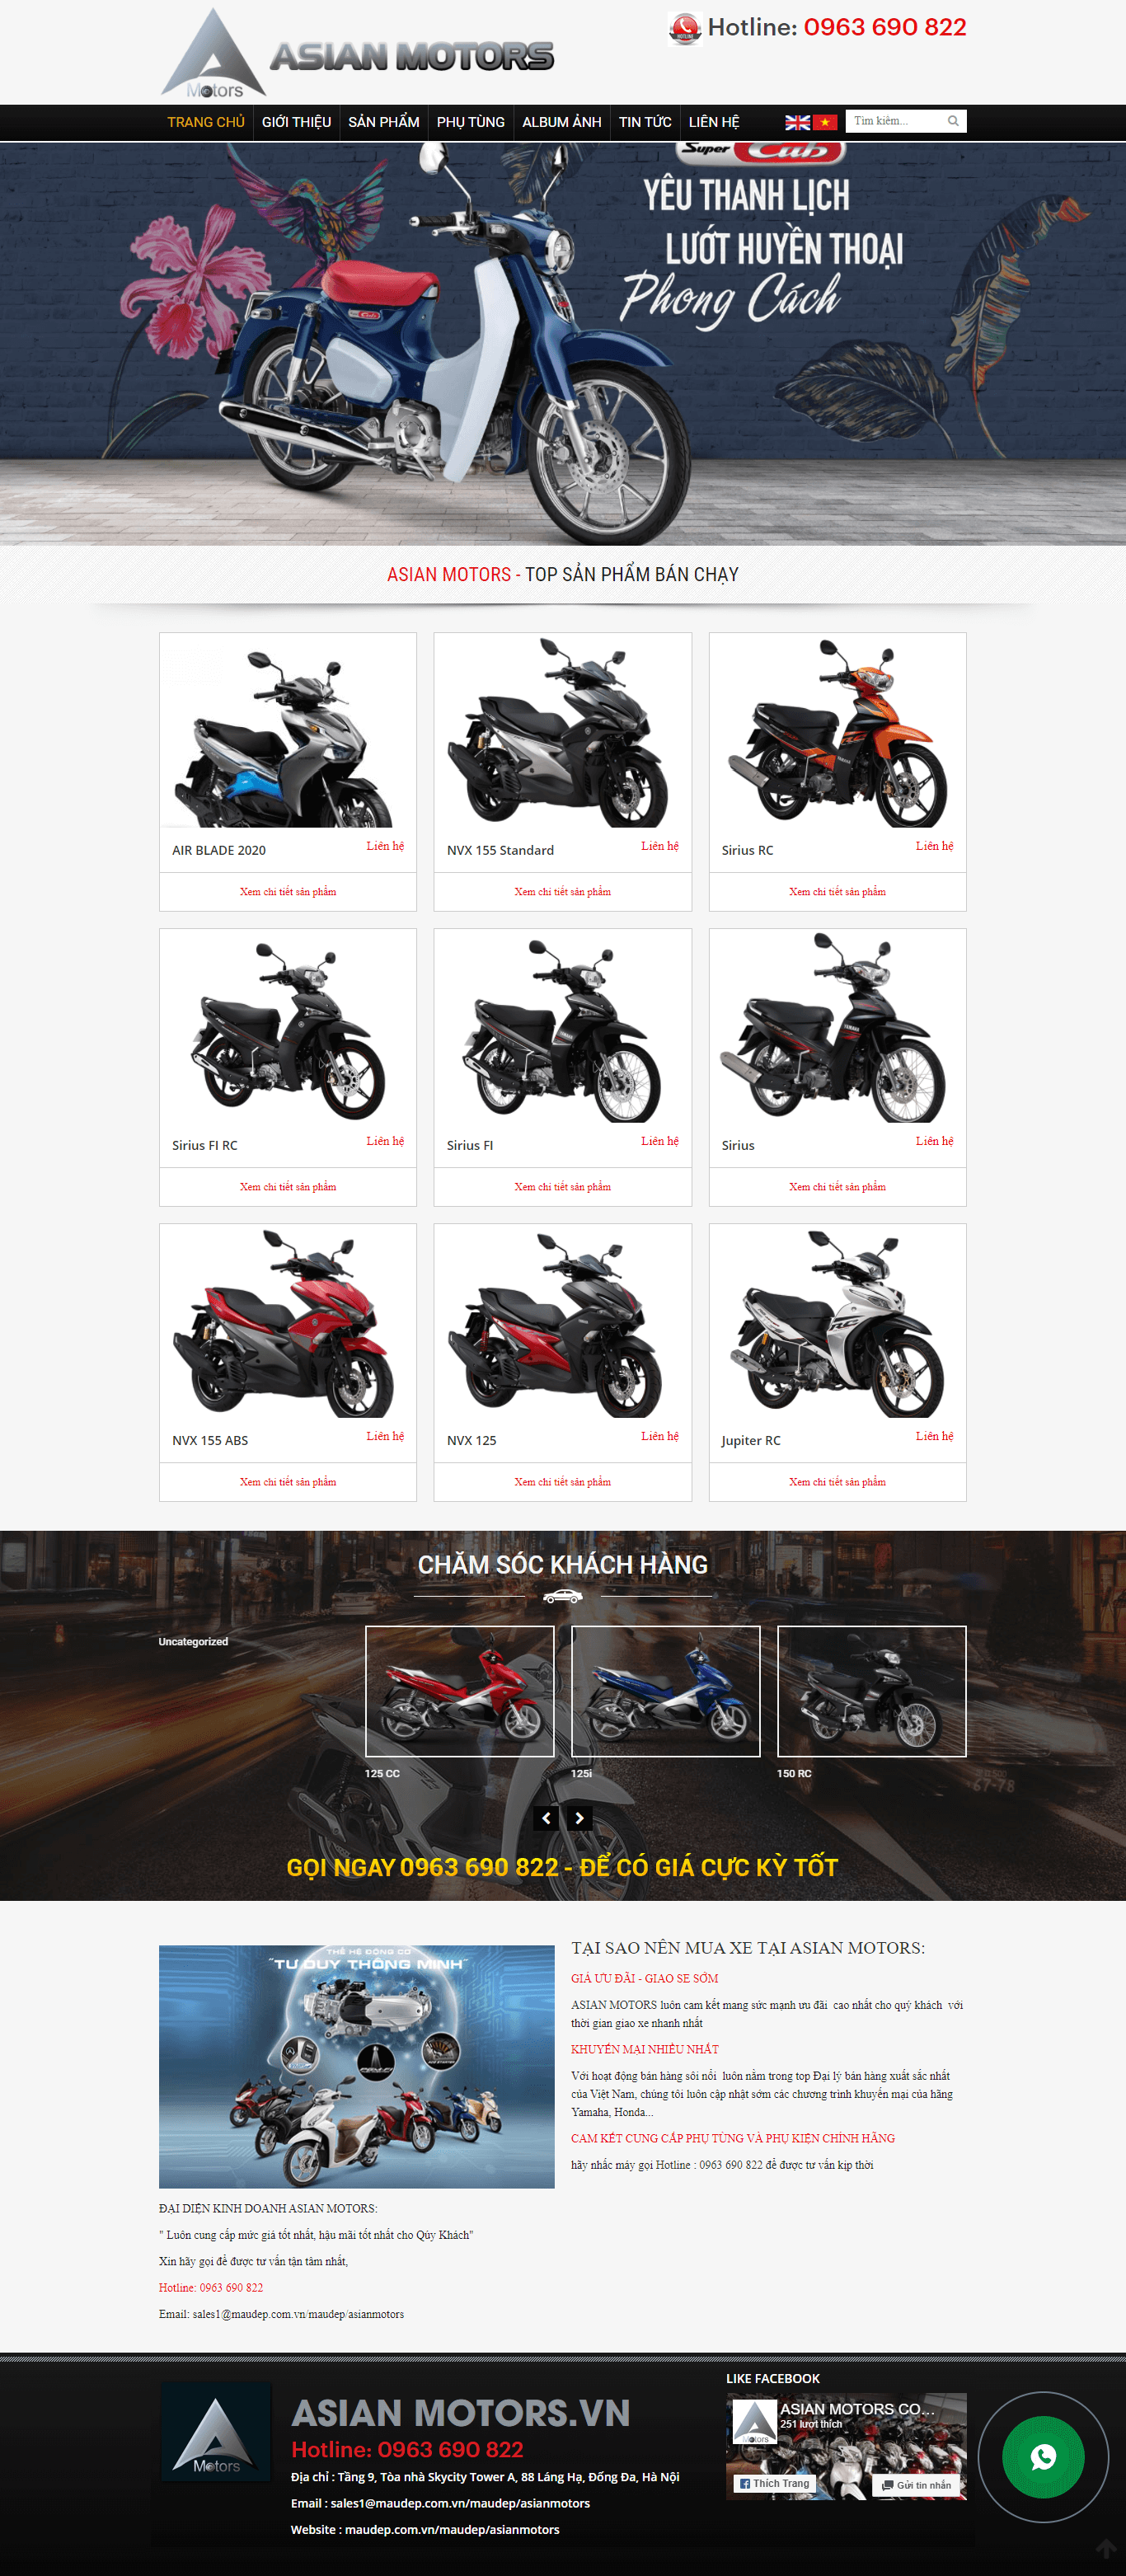 Motors
ASIAN MOTORS
HOTLINE
Hotline: 0963 690 822
TRANG CHỦ
GIỚI THIỆU
SẢN PHẨM
PHỤ TÙNG
ALBUM ẢNH
TIN TỨC
LIÊN HỆ
Tìm kiếm...
Super Cub
YÊU THANH LỊCH
LƯỚT HUYỀN THOẠI
Phong Cách
ASIAN MOTORS - TOP SẢN PHẨM BÁN CHẠY
AIR BLADE 2020
Liên hệ
Xem chi tiết sản phẩm
NVX 155 Standard
Liên hệ
Xem chi tiết sản phẩm
Sirius RC
Liên hệ
Xem chi tiết sản phẩm
Sirius FI RC
Liên hệ
Xem chi tiết sản phẩm
Sirius FI
Liên hệ
Xem chi tiết sản phẩm
Sirius
Liên hệ
Xem chi tiết sản phẩm
NVX 155 ABS
Liên hệ
Xem chi tiết sản phẩm
NVX 125
Liên hệ
Xem chi tiết sản phẩm
Jupiter RC
Liên hệ
Xem chi tiết sản phẩm
CHĂM SÓC KHÁCH HÀNG
Uncategorized
125 CC
125i
150 RC
67-78
GỌI NGAY 0963 690 822 - ĐỂ CÓ GIÁ CỰC KỲ TỐT
THẾ HỆ ĐỘNG CƠ
"TƯ DUY THÔNG MINH"
ĐẠI DIỆN KINH DOANH ASIAN MOTORS:
" Luôn cung cấp mức giá tốt nhất, hậu mãi tốt nhất cho Qúy Khách"
Xin hãy gọi để được tư vấn tận tâm nhất,
Hotline: 0963 690 822
Email: sales1@maudep.com.vn/maudep/asianmotors
TẠI SAO NÊN MUA XE TẠI ASIAN MOTORS:
GIÁ ƯU ĐÃI - GIAO SE SỚM
ASIAN MOTORS luôn cam kết mang sức mạnh ưu đãi  cao nhất cho quý khách  với
thời gian giao xe nhanh nhất
KHUYẾN MẠI NHIỀU NHẤT
Với hoạt động bán hàng sôi nổi  luôn nằm trong top Đại lý bán hàng xuất sắc nhất
của Việt Nam, chúng tôi luôn cập nhật sớm các chương trình khuyến mại của hãng
Yamaha, Honda...
CAM KẾT CUNG CẤP PHỤ TÙNG VÀ PHỤ KIỆN CHÍNH HÃNG
hãy nhấc máy gọi Hotline : 0963 690 822 để được tư vấn kịp thời
Motors
ASIAN MOTORS.VN
Hotline: 0963 690 822
Địa chỉ : Tầng 9, Tòa nhà Skycity Tower A, 88 Láng Hạ, Đống Đa, Hà Nội
Email : sales1@maudep.com.vn/maudep/asianmotors
Website : maudep.com.vn/maudep/asianmotors
LIKE FACEBOOK
Motors
ASIAN MOTORS CO...
251 lượt thích
Thích Trang
Gửi tin nhắn